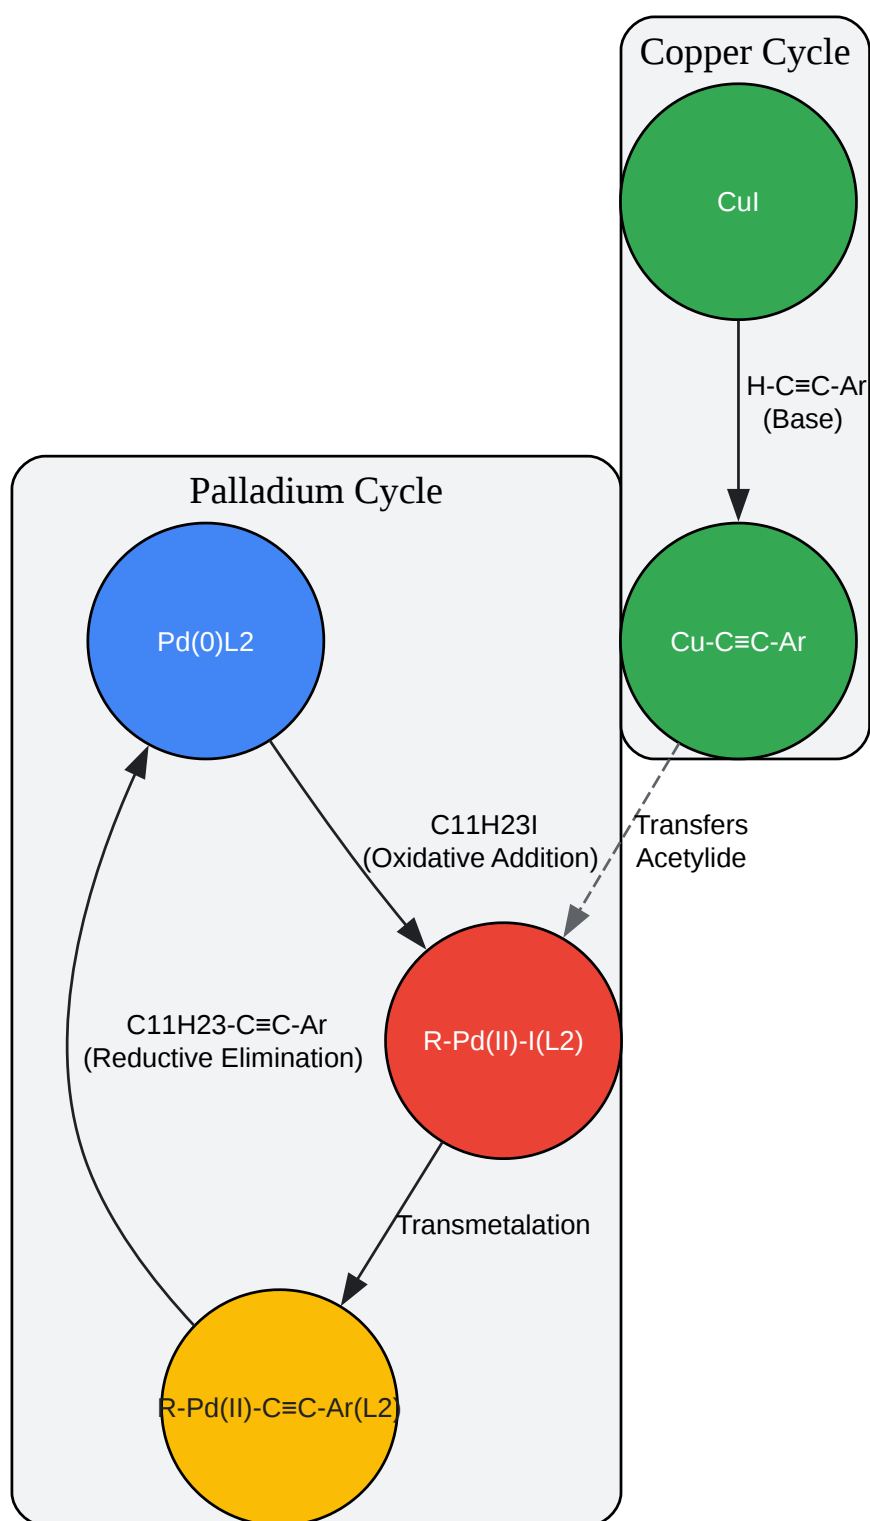 Copper Cycle
CuI
H-C≡C-Ar
(Base)
Palladium Cycle
Pd(0)L2
Cu-C≡C-Ar
C11H23I
(Oxidative Addition)
Transfers
Acetylide
C11H23-C≡C-Ar
(Reductive Elimination)
R-Pd(II)-I(L2)
Transmetalation
R-Pd(II)-C≡C-Ar(L2)